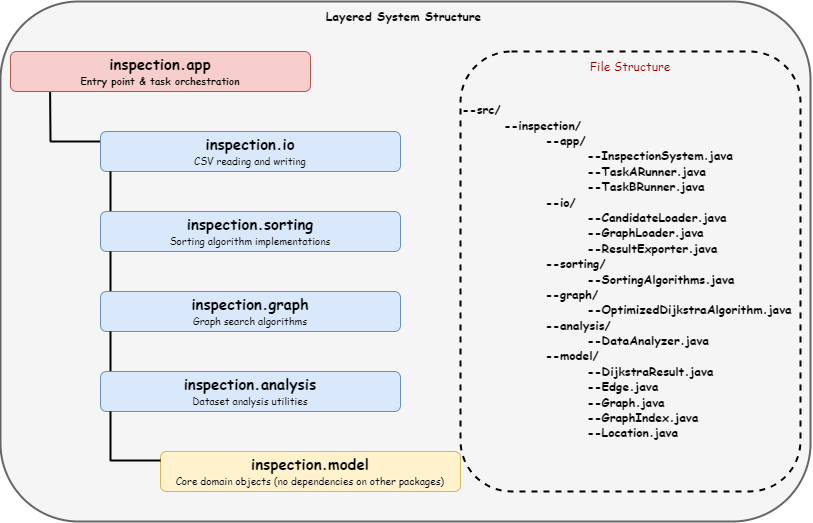 Layered System Structure
inspection.app
Entry point & task orchestration
inspection.io
CSV reading and writing
inspection.sorting
Sorting algorithm implementations
inspection.graph
Graph search algorithms
inspection.analysis
Dataset analysis utilities
inspection.model
Core domain objects (no dependencies on other packages)
File Structure
--src/
--inspection/
--app/
--InspectionSystem.java
--TaskARunner.java
--TaskBRunner.java
--io/
--CandidateLoader.java
--GraphLoader.java
--ResultExporter.java
--sorting/
--SortingAlgorithms.java
--graph/
--OptimizedDijkstraAlgorithm.java
--analysis/
--DataAnalyzer.java
--model/
--DijkstraResult.java
--Edge.java
--Graph.java
--GraphIndex.java
--Location.java